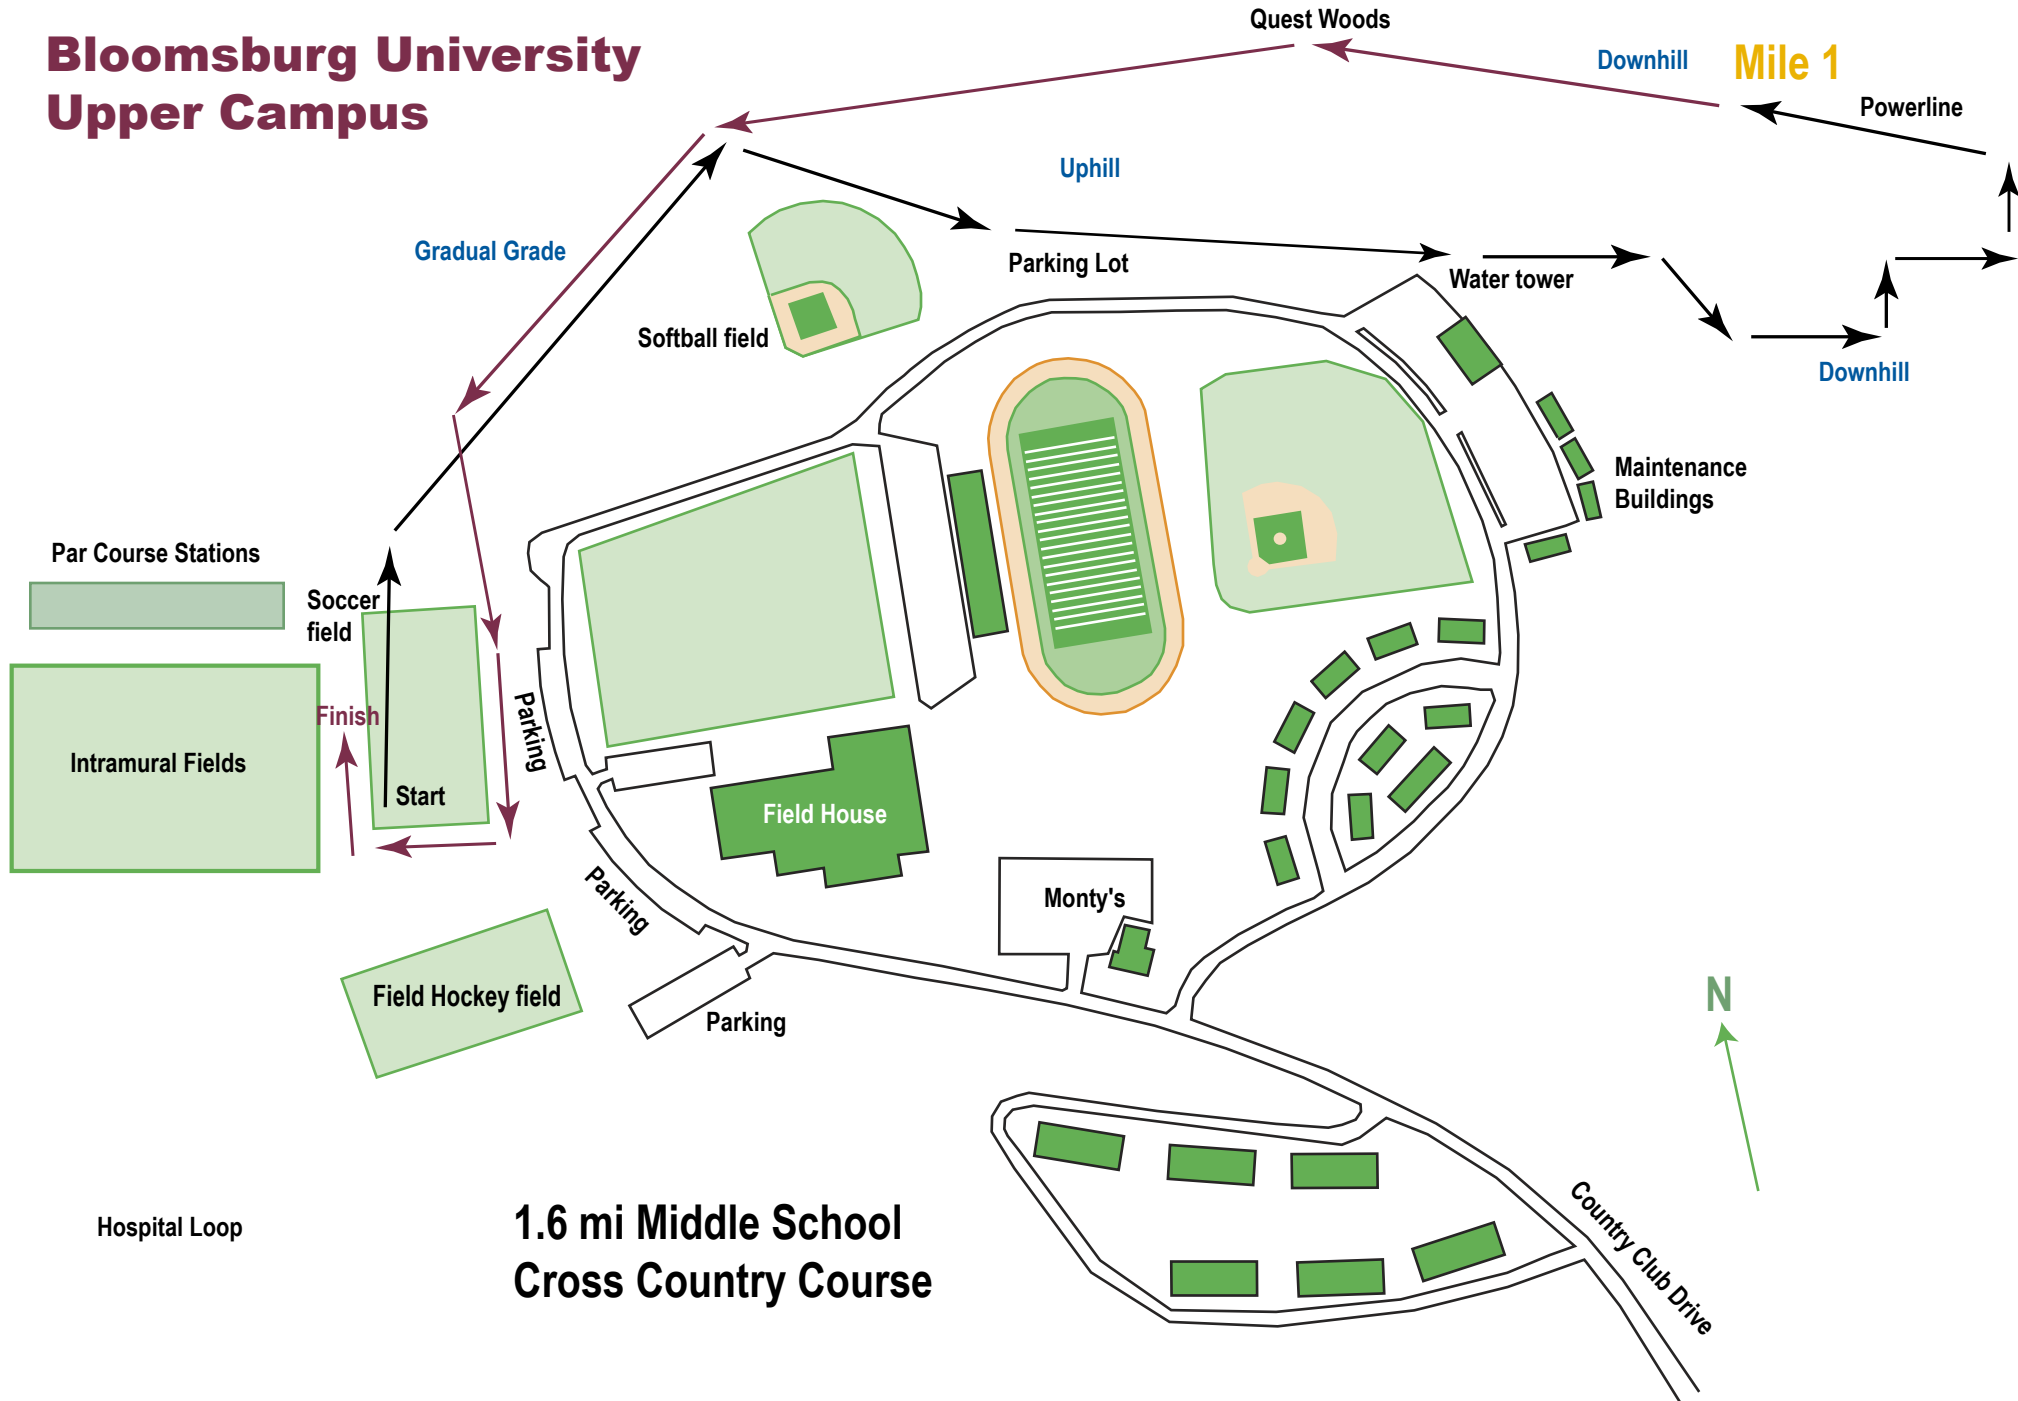 Bloomsburg University
Upper Campus
Quest Woods
Downhill
Mile 1
Powerline
Uphill
Gradual Grade
Parking Lot
Water tower
Softball field
Downhill
Maintenance
Buildings
Par Course Stations
Soccer
field
Finish
Parking
Intramural Fields
Start
Field House
Parking
Monty's
Field Hockey field
Parking
N
Hospital Loop
1.6 mi Middle School
Cross Country Course
Country Club Drive